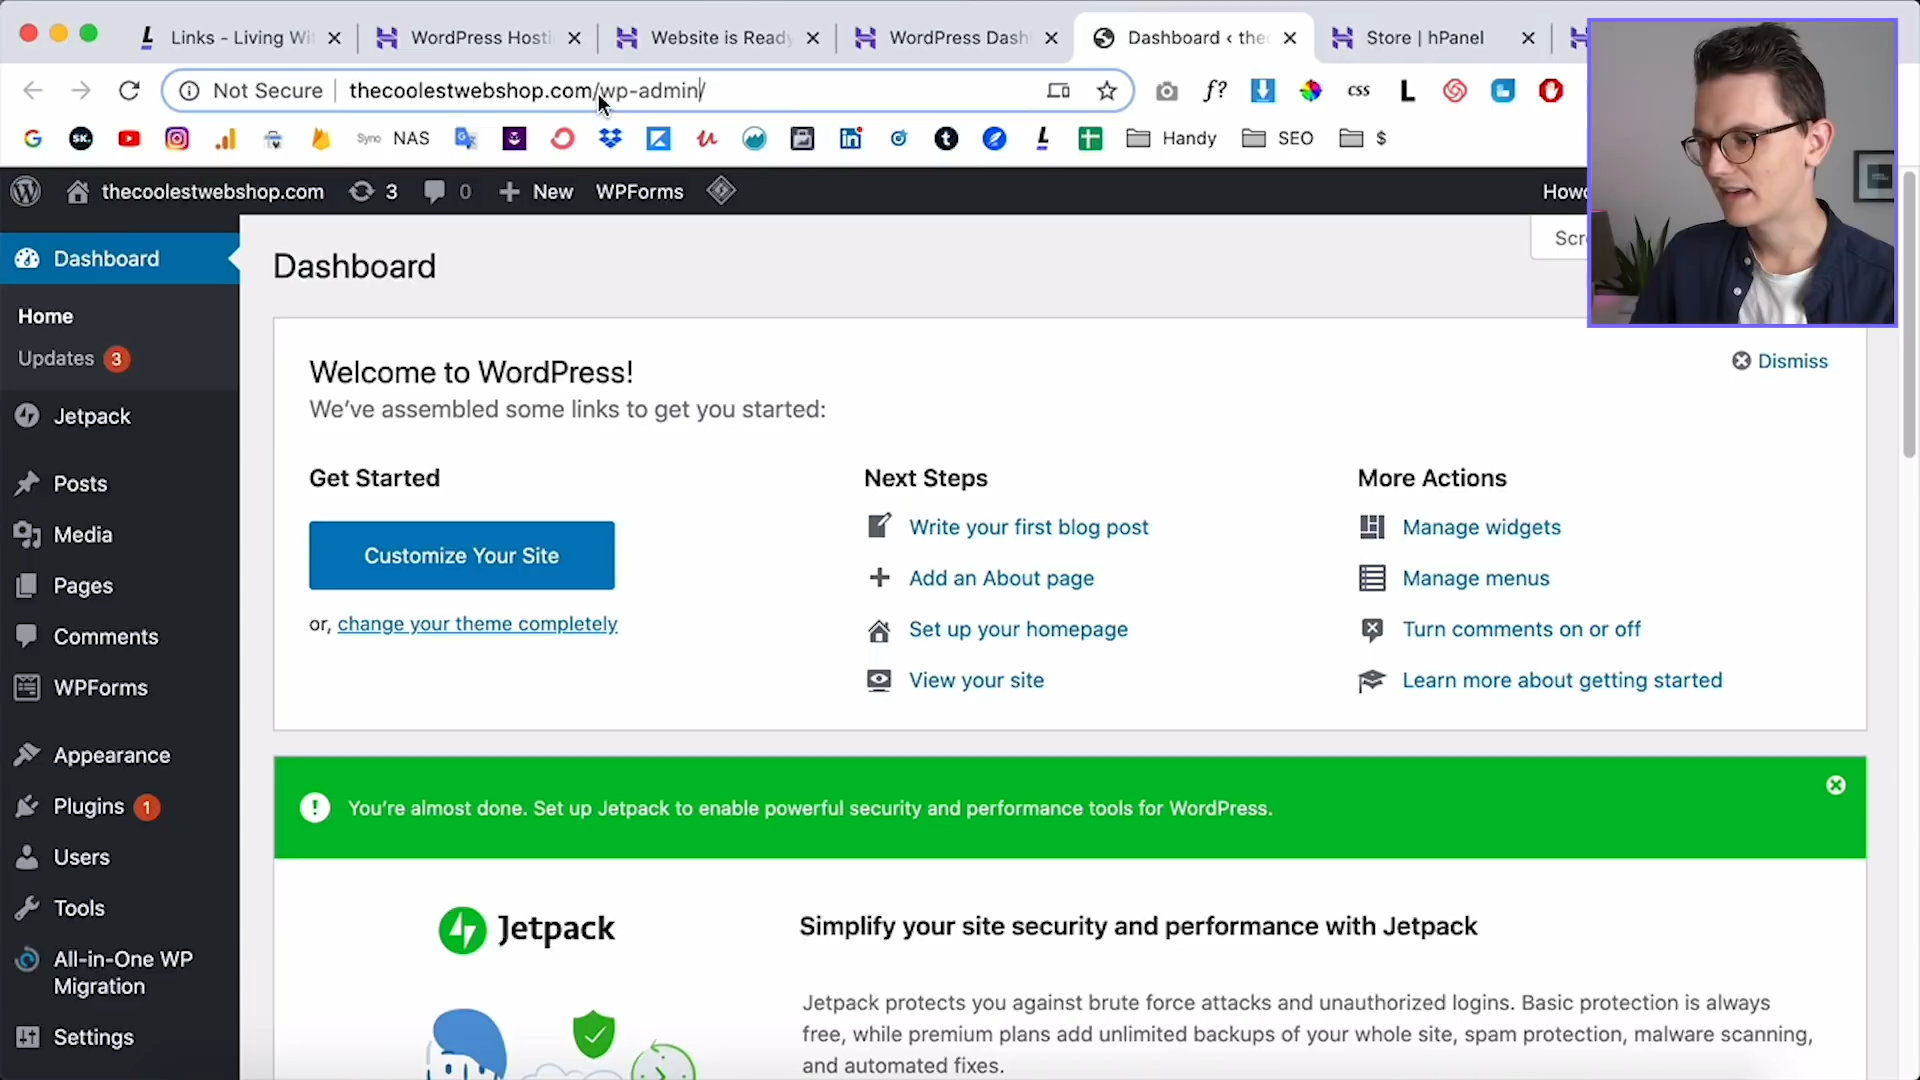 Links - Living Wi
WordPress Hosti
Website is Ready
WordPress Dash
Dashboard ‹ the
Store | hPanel
Not Secure
thecoolestwebshop.com/wp-admin/
f?
CSS
L
SK.
Syno
NAS
Handy
SEO
$
thecoolestwebshop.com
3
0
New
WPForms
Howd
Scr
Dashboard
Home
Updates 3
Jetpack
Posts
Media
Pages
Comments
WPForms
Appearance
Plugins 1
Users
Tools
All-in-One WP
Migration
Settings
Dashboard
Welcome to WordPress!
Dismiss
We've assembled some links to get you started:
Get Started
Customize Your Site
or, change your theme completely
Next Steps
Write your first blog post
Add an About page
Set up your homepage
View your site
More Actions
Manage widgets
Manage menus
Turn comments on or off
Learn more about getting started
You're almost done. Set up Jetpack to enable powerful security and performance tools for WordPress.
Jetpack
Simplify your site security and performance with Jetpack
Jetpack protects you against brute force attacks and unauthorized logins. Basic protection is always
free, while premium plans add unlimited backups of your whole site, spam protection, malware scanning,
and automated fixes.